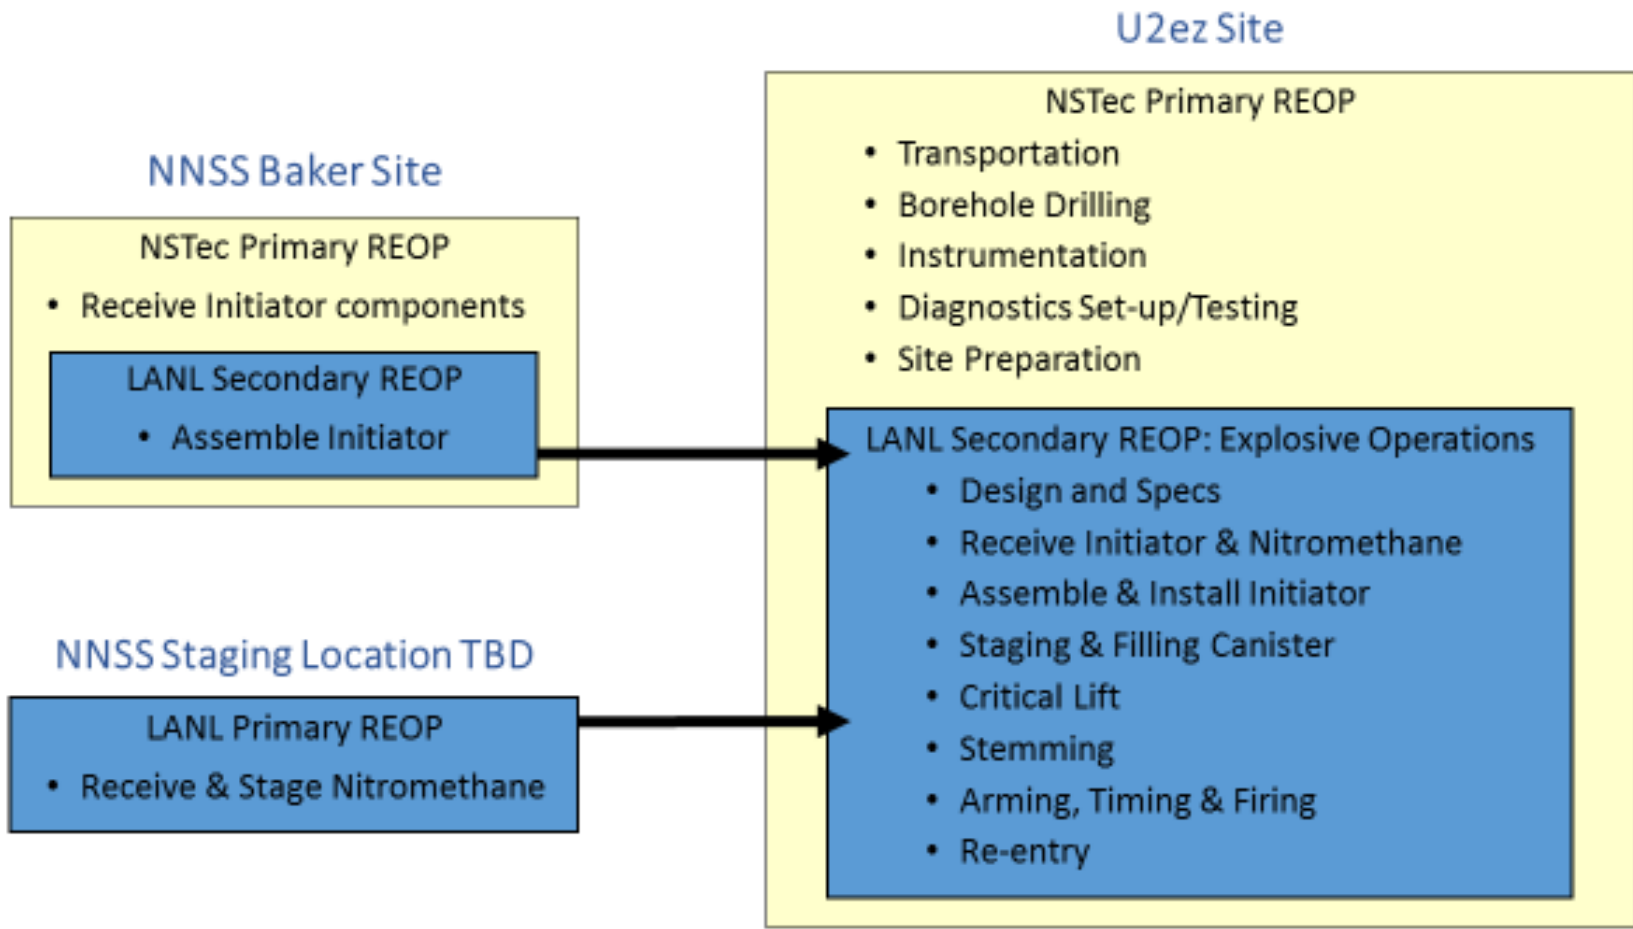 NNSS Baker Site
NSTec Primary REOP
• Receive Initiator components
LANL Secondary REOP
• Assemble Initiator
NNSS Staging Location TBD
LANL Primary REOP
• Receive & Stage Nitromethane
U2ez Site
NSTec Primary REOP
• Transportation
• Borehole Drilling
• Instrumentation
• Diagnostics Set-up/Testing
• Site Preparation
LANL Secondary REOP: Explosive Operations
• Design and Specs
• Receive Initiator & Nitromethane
• Assemble & Install Initiator
• Staging & Filling Canister
• Critical Lift
• Stemming
• Arming, Timing & Firing
• Re-entry